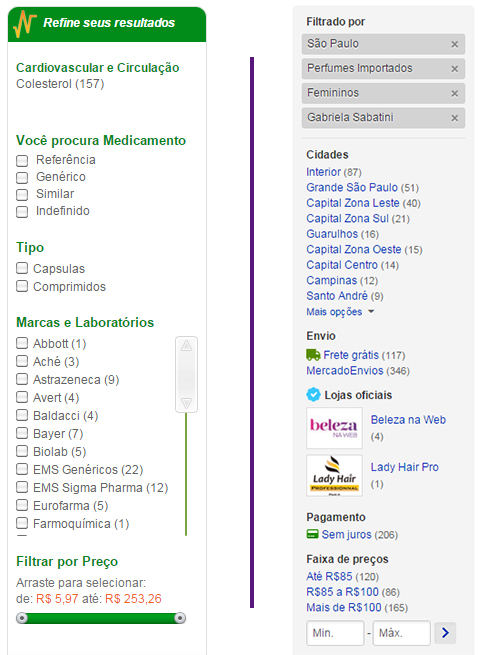 Refine seus resultados
Cardiovascular e Circulação
Colesterol (157)
Você procura Medicamento
Referência
Genérico
Similar
Indefinido
Tipo
Capsulas
Comprimidos
Marcas e Laboratórios
Abbott (1)
Aché (3)
Astrazeneca (9)
Avert (4)
Baldacci (4)
Bayer (7)
Biolab (5)
EMS Genéricos (22)
EMS Sigma Pharma (12)
Eurofarma (5)
Farmoquímica (1)
Filtrar por Preço
Arraste para selecionar:
de: R$ 5,97 até: R$ 253,26
Filtrado por
São Paulo ×
Perfumes Importados ×
Femininos ×
Gabriela Sabatini ×
Cidades
Interior (87)
Grande São Paulo (51)
Capital Zona Leste (40)
Capital Zona Sul (21)
Guarulhos (16)
Capital Zona Oeste (15)
Capital Centro (14)
Campinas (12)
Santo André (9)
Mais opções
Envio
Frete grátis (117)
MercadoEnvios (346)
Lojas oficiais
beleza
NA WEB
Beleza na Web
(4)
Lady Hair
PROFESSIONNAL
Paris
Lady Hair Pro
(1)
Pagamento
Sem juros (206)
Faixa de preços
Até R$85 (120)
R$85 a R$100 (86)
Mais de R$100 (165)
Min. - Máx.